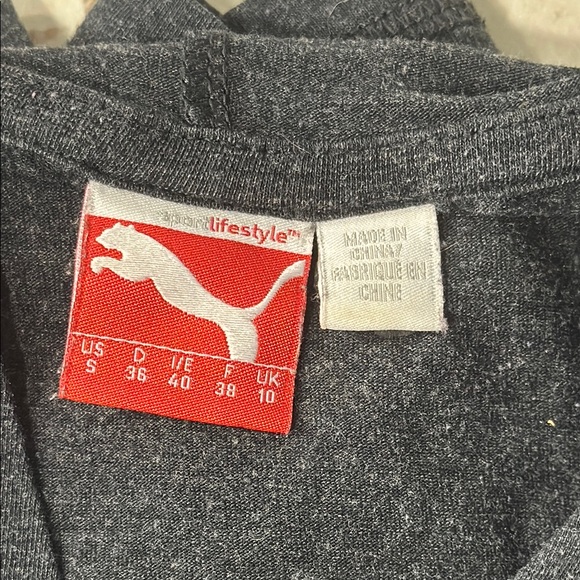 sportlifestyle™
US D I/E F UK
S 36 40 38 10
MADE IN
CHINA/
FABRIQUÉ EN
CHINE